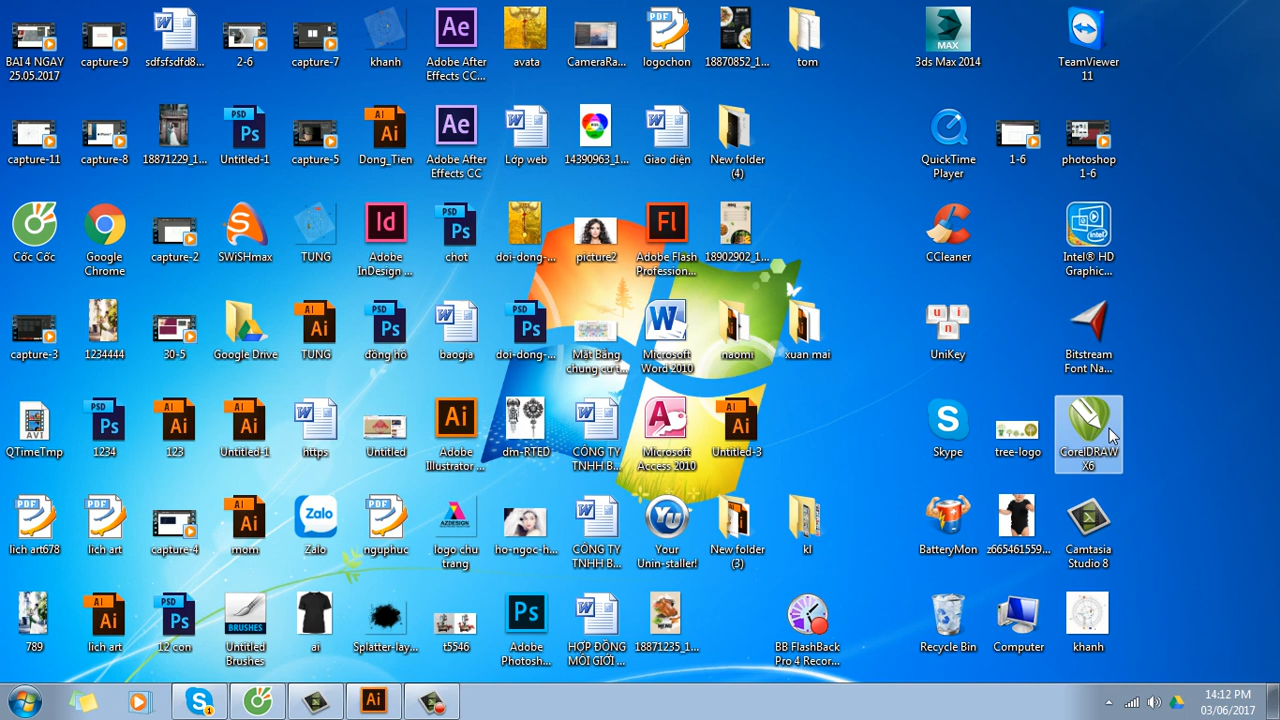 BAI 4 NGAY
25.05.2017
capture-9
sdfsfsdfd8...
2-6
capture-7
khanh
Adobe After
Effects CC...
avata
CameraRa...
logochon
18870852_1...
tom
3ds Max 2014
TeamViewer
11
capture-11
capture-8
18871229_1...
Untitled-1
capture-5
Dong_Tien
Adobe After
Effects CC
Lớp web
14390963_1...
Giao diện
New folder
(4)
QuickTime
Player
1-6
photoshop
1-6
Cốc Cốc
Google
Chrome
capture-2
SWiSHmax
TUNG
Adobe
InDesign ...
chot
doi-dong-...
picture2
Adobe Flash
Profession...
18902902_1...
CCleaner
Intel® HD
Graphic...
capture-3
1234444
30-5
Google Drive
TUNG
đồng hồ
baogia
doi-dong-...
Mặt Bằng
chung cư t...
Microsoft
Word 2010
naomi
xuan mai
UniKey
Bitstream
Font Na...
QTimeTmp
1234
123
Untitled-1
https
Untitled
Adobe
Illustrator ...
dm-RTED
CÔNG TY
TNHH B...
Microsoft
Access 2010
Untitled-3
Skype
tree-logo
CorelDRAW
X6
lich art678
lich art
capture-4
mom
Zalo
nguphuc
logo chu
trang
ho-ngoc-h...
CÔNG TY
TNHH B...
Your
Unin-staller!
New folder
(3)
kl
BatteryMon
z665461559...
Camtasia
Studio 8
789
lich art
12 con
Untitled
Brushes
ai
Splatter-lay...
t5546
Adobe
Photosh...
HỢP ĐỒNG
MÔI GIỚI ...
18871235_1...
BB FlashBack
Pro 4 Recor...
Recycle Bin
Computer
khanh
14:12 PM
03/06/2017